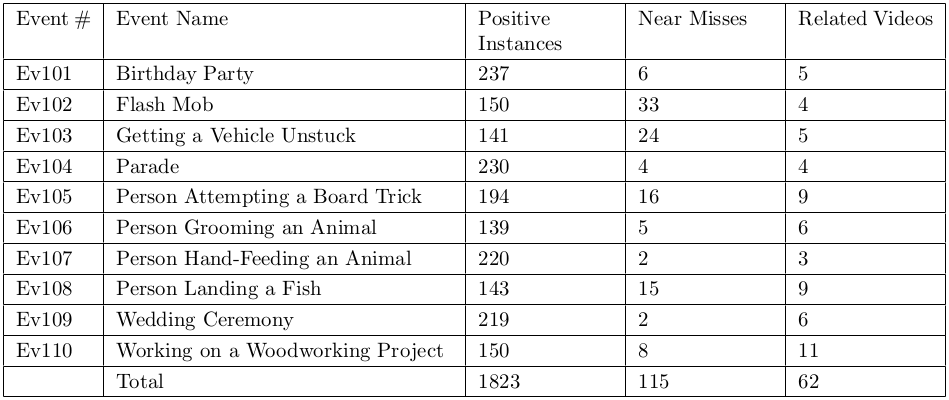 Event # Event Name Positive Instances Near Misses Related Videos
Ev101 Birthday Party 237 6 5
Ev102 Flash Mob 150 33 4
Ev103 Getting a Vehicle Unstuck 141 24 5
Ev104 Parade 230 4 4
Ev105 Person Attempting a Board Trick 194 16 9
Ev106 Person Grooming an Animal 139 5 6
Ev107 Person Hand-Feeding an Animal 220 2 3
Ev108 Person Landing a Fish 143 15 9
Ev109 Wedding Ceremony 219 2 6
Ev110 Working on a Woodworking Project 150 8 11
Total 1823 115 62